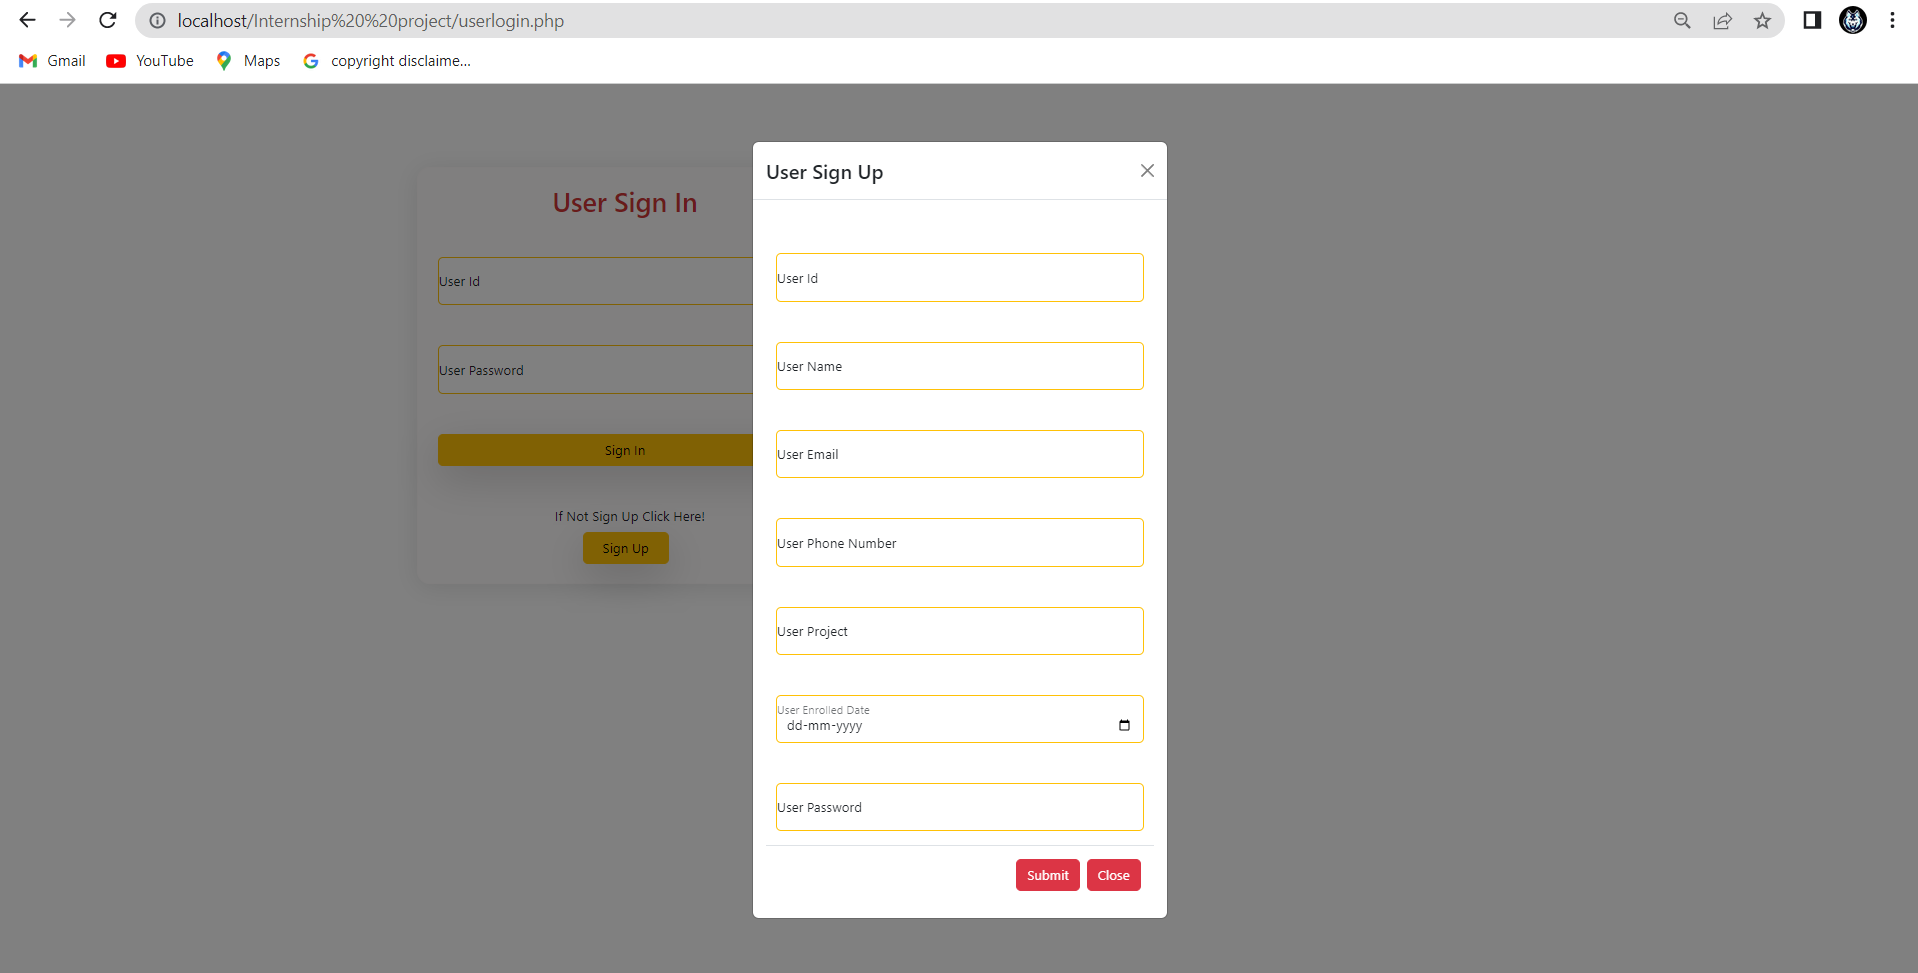 localhost/Internship%20%20project/userlogin.php
Gmail YouTube Maps copyright disclaime...
User Sign In
User Id
User Password
Sign In
If Not Sign Up Click Here!
Sign Up
User Sign Up
User Id
User Name
User Email
User Phone Number
User Project
User Enrolled Date
dd-mm-yyyy
User Password
Submit Close